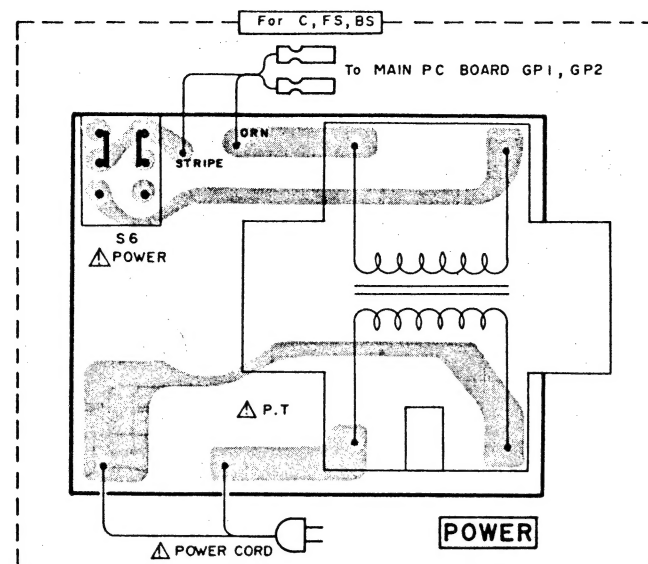 For C, FS, BS
To MAIN PC BOARD GP1, GP2
ORN
STRIPE
S6
⚠ POWER
⚠ P.T
⚠ POWER CORD
POWER